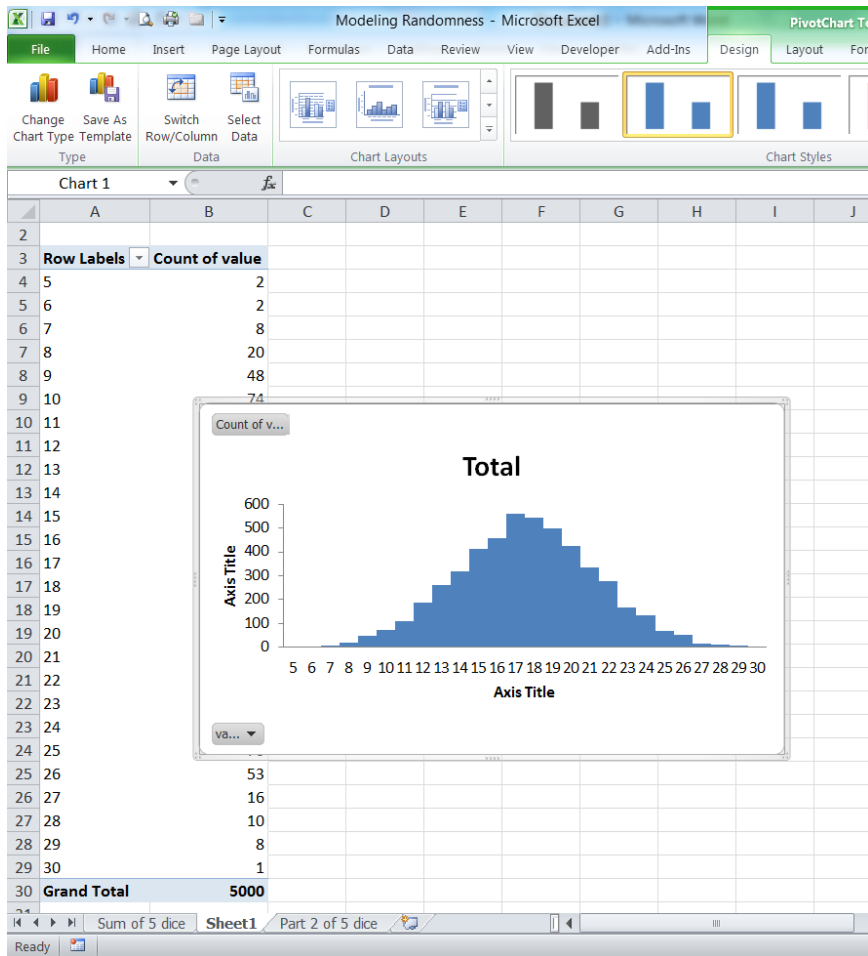 Modeling Randomness - Microsoft Excel
PivotChart To
File Home Insert Page Layout Formulas Data Review View Developer Add-Ins Design Layout For
Change Chart Type
Save As Template
Switch Row/Column
Select Data
Type Data Chart Layouts Chart Styles
Chart 1 fx
A B C D E F G H I J
2
3 Row Labels Count of value
4 5 2
5 6 2
6 7 8
7 8 20
8 9 48
9 10 74
10 11
11 12
12 13
13 14
14 15
15 16
16 17
17 18
18 19
19 20
20 21
21 22
22 23
23 24
24 25
25 26 53
26 27 16
27 28 10
28 29 8
29 30 1
30 Grand Total 5000
Count of v...
Total
Axis Title
600
500
400
300
200
100
0
5 6 7 8 9 10 11 12 13 14 15 16 17 18 19 20 21 22 23 24 25 26 27 28 29 30
Axis Title
va...
Sum of 5 dice Sheet1 Part 2 of 5 dice
Ready